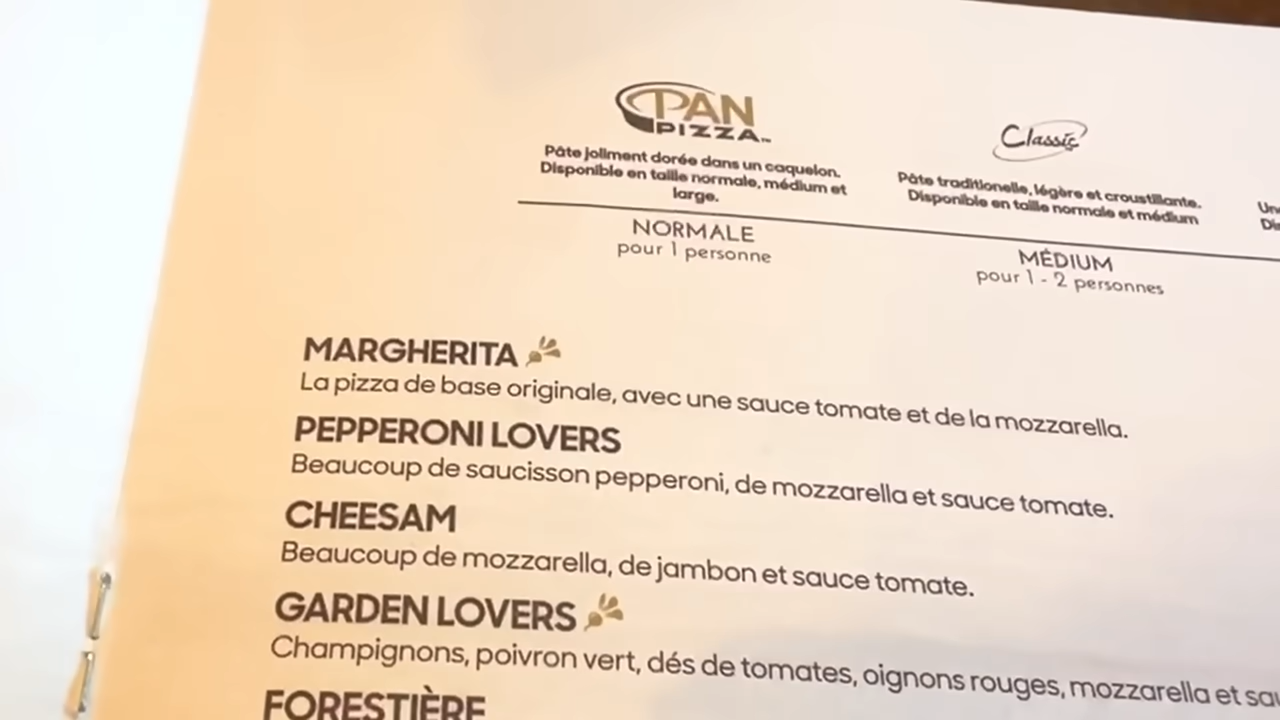 PAN
PIZZA™
Pâte joliment dorée dans un caquelon.
Disponible en taille normale, médium et
large.
NORMALE
pour 1 personne
Classic
Pâte traditionelle, légère et croustillante.
Disponible en taille normale et médium
MÉDIUM
pour 1 - 2 personnes
MARGHERITA
La pizza de base originale, avec une sauce tomate et de la mozzarella.
PEPPERONI LOVERS
Beaucoup de saucisson pepperoni, de mozzarella et sauce tomate.
CHEESAM
Beaucoup de mozzarella, de jambon et sauce tomate.
GARDEN LOVERS
Champignons, poivron vert, dés de tomates, oignons rouges, mozzarella et
FORESTIÈRE